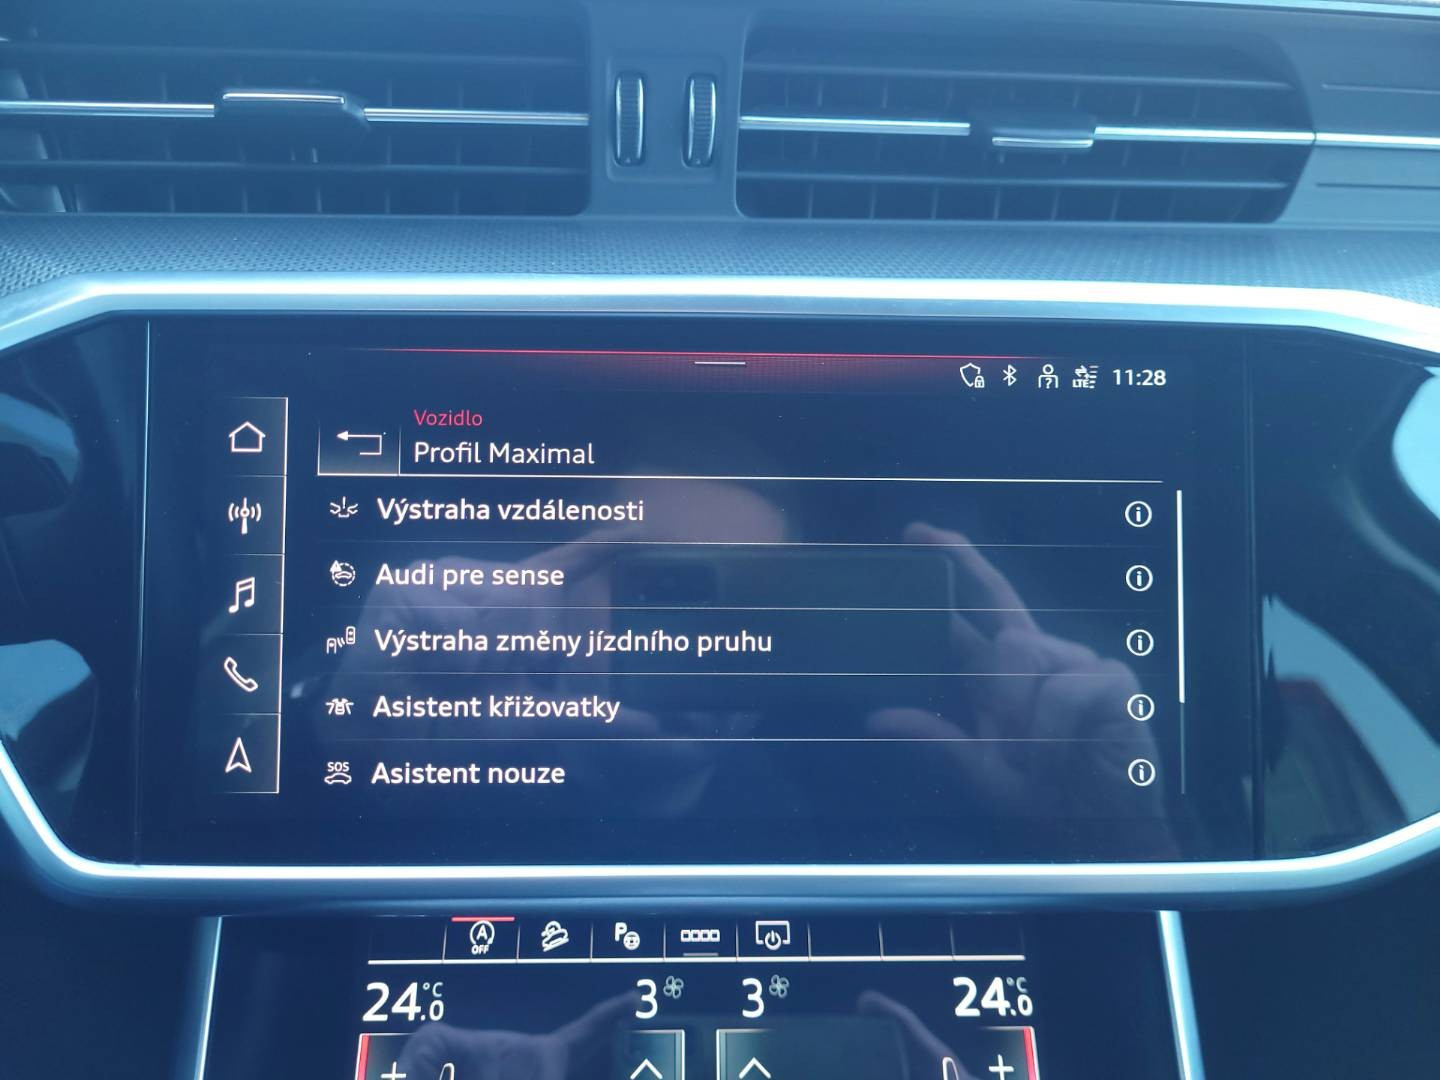 LTE 11:28
Vozidlo
Profil Maximal
Výstraha vzdálenosti
Audi pre sense
Výstraha změny jízdního pruhu
Asistent křižovatky
SOS Asistent nouze
A OFF P
24.0 °C 3 3 24.0 °C